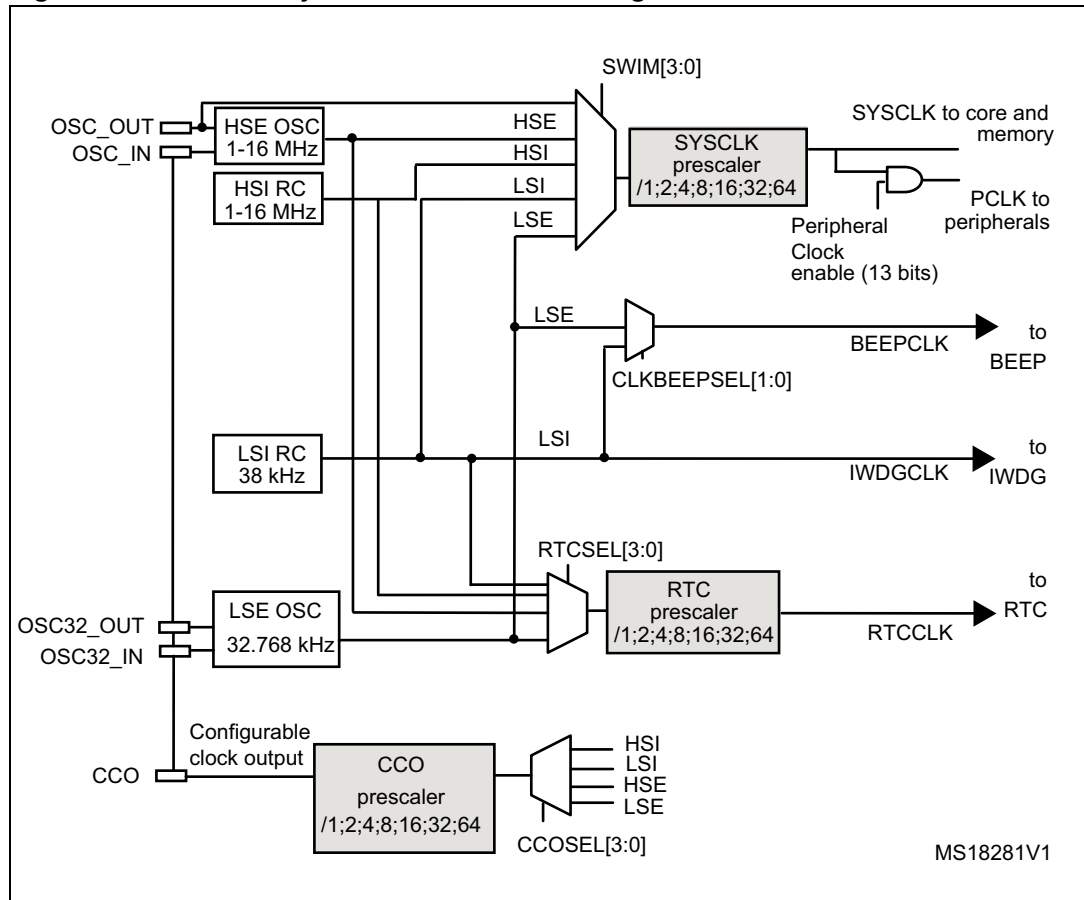 SWIM[3:0]
OSC_OUT
OSC_IN
HSE OSC
1-16 MHz
HSI RC
1-16 MHz
HSE
HSI
LSI
LSE
SYSCLK
prescaler
/1;2;4;8;16;32;64
SYSCLK to core and
memory
PCLK to
peripherals
Peripheral
Clock
enable (13 bits)
LSE
CLKBEEPSEL[1:0]
BEEPCLK
to
BEEP
LSI RC
38 kHz
LSI
IWDGCLK
to
IWDG
RTCSEL[3:0]
OSC32_OUT
OSC32_IN
LSE OSC
32.768 kHz
RTC
prescaler
/1;2;4;8;16;32;64
RTCCLK
to
RTC
Configurable
clock output
CCO
CCO
prescaler
/1;2;4;8;16;32;64
HSI
LSI
HSE
LSE
CCOSEL[3:0]
MS18281V1